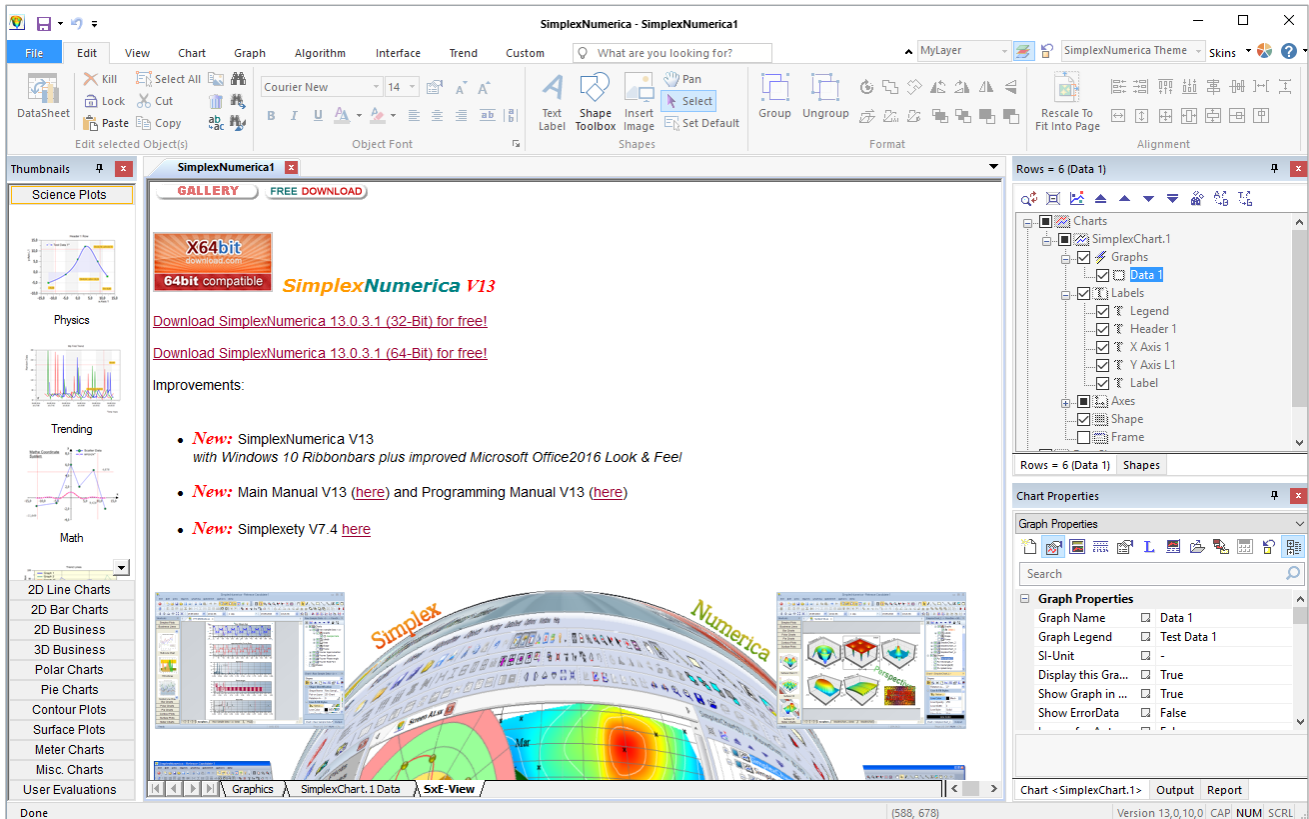 SimplexNumerica - SimplexNumerica1
File Edit View Chart Graph Algorithm Interface Trend Custom What are you looking for? MyLayer SimplexNumerica Theme Skins
DataSheet
Kill Select All
Lock Cut
Paste Copy
Edit selected Object(s)
Courier New 14
B I U
Object Font
Text Label
Shape Toolbox
Insert Image
Pan
Select
Set Default
Shapes
Group Ungroup
Format
Rescale To Fit Into Page
Alignment
Thumbnails
Science Plots
Physics
Trending
Math
2D Line Charts
2D Bar Charts
2D Business
3D Business
Polar Charts
Pie Charts
Contour Plots
Surface Plots
Meter Charts
Misc. Charts
User Evaluations
SimplexNumerica1
GALLERY FREE DOWNLOAD
X64bit
download.com
64bit compatible
SimplexNumerica V13
Download SimplexNumerica 13.0.3.1 (32-Bit) for free!
Download SimplexNumerica 13.0.3.1 (64-Bit) for free!
Improvements:
• New: SimplexNumerica V13
with Windows 10 Ribbonbars plus improved Microsoft Office2016 Look & Feel
• New: Main Manual V13 (here) and Programming Manual V13 (here)
• New: Simplexety V7.4 here
Simplex Numerica
Graphics SimplexChart.1 Data SxE-View
Rows = 6 (Data 1)
Charts
SimplexChart.1
Graphs
Data 1
Labels
Legend
Header 1
X Axis 1
Y Axis L1
Label
Axes
Shape
Frame
Rows = 6 (Data 1) Shapes
Chart Properties
Graph Properties
Search
Graph Properties
Graph Name Data 1
Graph Legend Test Data 1
SI-Unit -
Display this Gra... True
Show Graph in ... True
Show ErrorData False
Chart <SimplexChart.1> Output Report
Done (588, 678) Version 13,0,10,0 CAP NUM SCRL